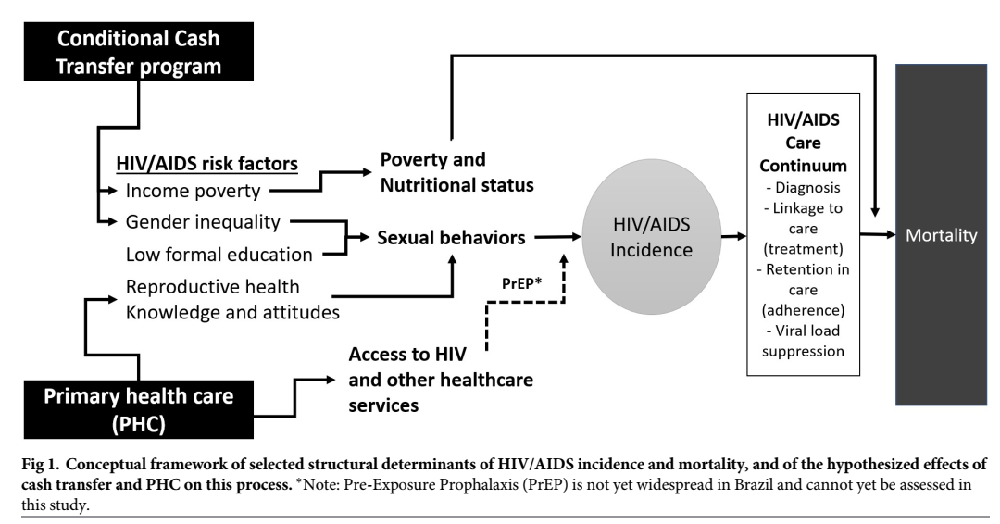 Conditional Cash
Transfer program
HIV/AIDS risk factors
Income poverty
Gender inequality
Low formal education
Reproductive health
Knowledge and attitudes
Primary health care
(PHC)
Poverty and
Nutritional status
Sexual behaviors
PrEP*
Access to HIV
and other healthcare
services
HIV/AIDS
Incidence
HIV/AIDS
Care
Continuum
- Diagnosis
- Linkage to
care
(treatment)
- Retention in
care
(adherence)
- Viral load
suppression
Mortality
Fig 1. Conceptual framework of selected structural determinants of HIV/AIDS incidence and mortality, and of the hypothesized effects of
cash transfer and PHC on this process. *Note: Pre-Exposure Prophalaxis (PrEP) is not yet widespread in Brazil and cannot yet be assessed in
this study.